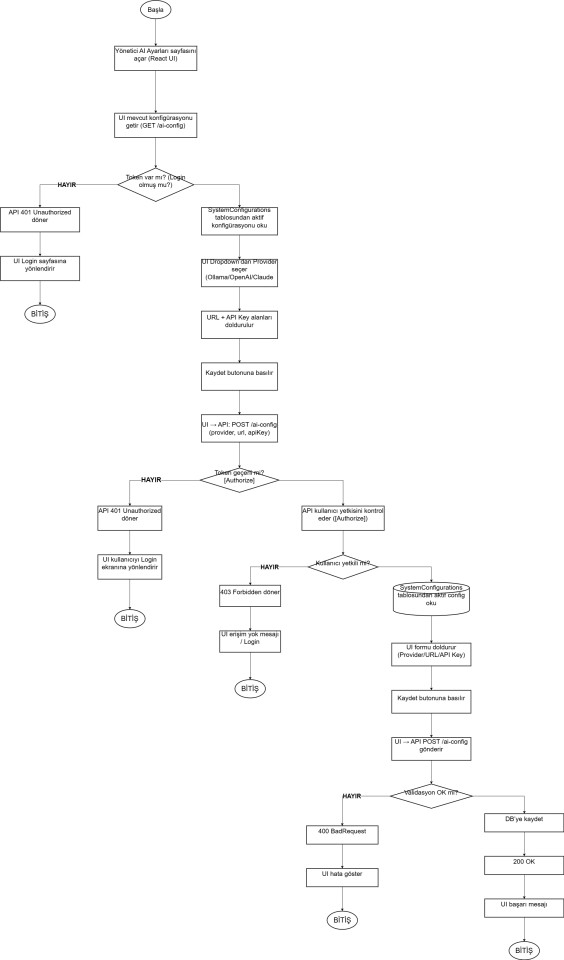 Başla
Yönetici AI Ayarları sayfasını
açar (React UI)
UI mevcut konfigürasyonu
getir (GET /ai-config)
Token var mı? (Login
olmuş mu?)
HAYIR
API 401 Unauthorized
döner
UI Login sayfasına
yönlendirir
BİTİŞ
SystemConfigurations
tablosundan aktif
konfigürasyonu oku
UI Dropdown'dan Provider
seçer
(Ollama/OpenAI/Claude
URL + API Key alanları
doldurulur
Kaydet butonuna basılır
UI → API: POST /ai-config
(provider, url, apiKey)
Token geçerli mi?
[Authorize]
HAYIR
API 401 Unauthorized
döner
UI kullanıcıyı Login
ekranına yönlendirir
BİTİŞ
API kullanıcı yetkisini kontrol
eder ([Authorize])
Kullanıcı yetkili mi?
HAYIR
403 Forbidden döner
UI erişim yok mesajı
/ Login
BİTİŞ
SystemConfigurations
tablosundan aktif config
oku
UI formu doldurur
(Provider/URL/API Key)
Kaydet butonuna basılır
UI → API POST /ai-config
gönderir
Validasyon OK mi?
HAYIR
400 BadRequest
UI hata göster
BİTİŞ
DB'ye kaydet
200 OK
UI başarı mesajı
BİTİŞ